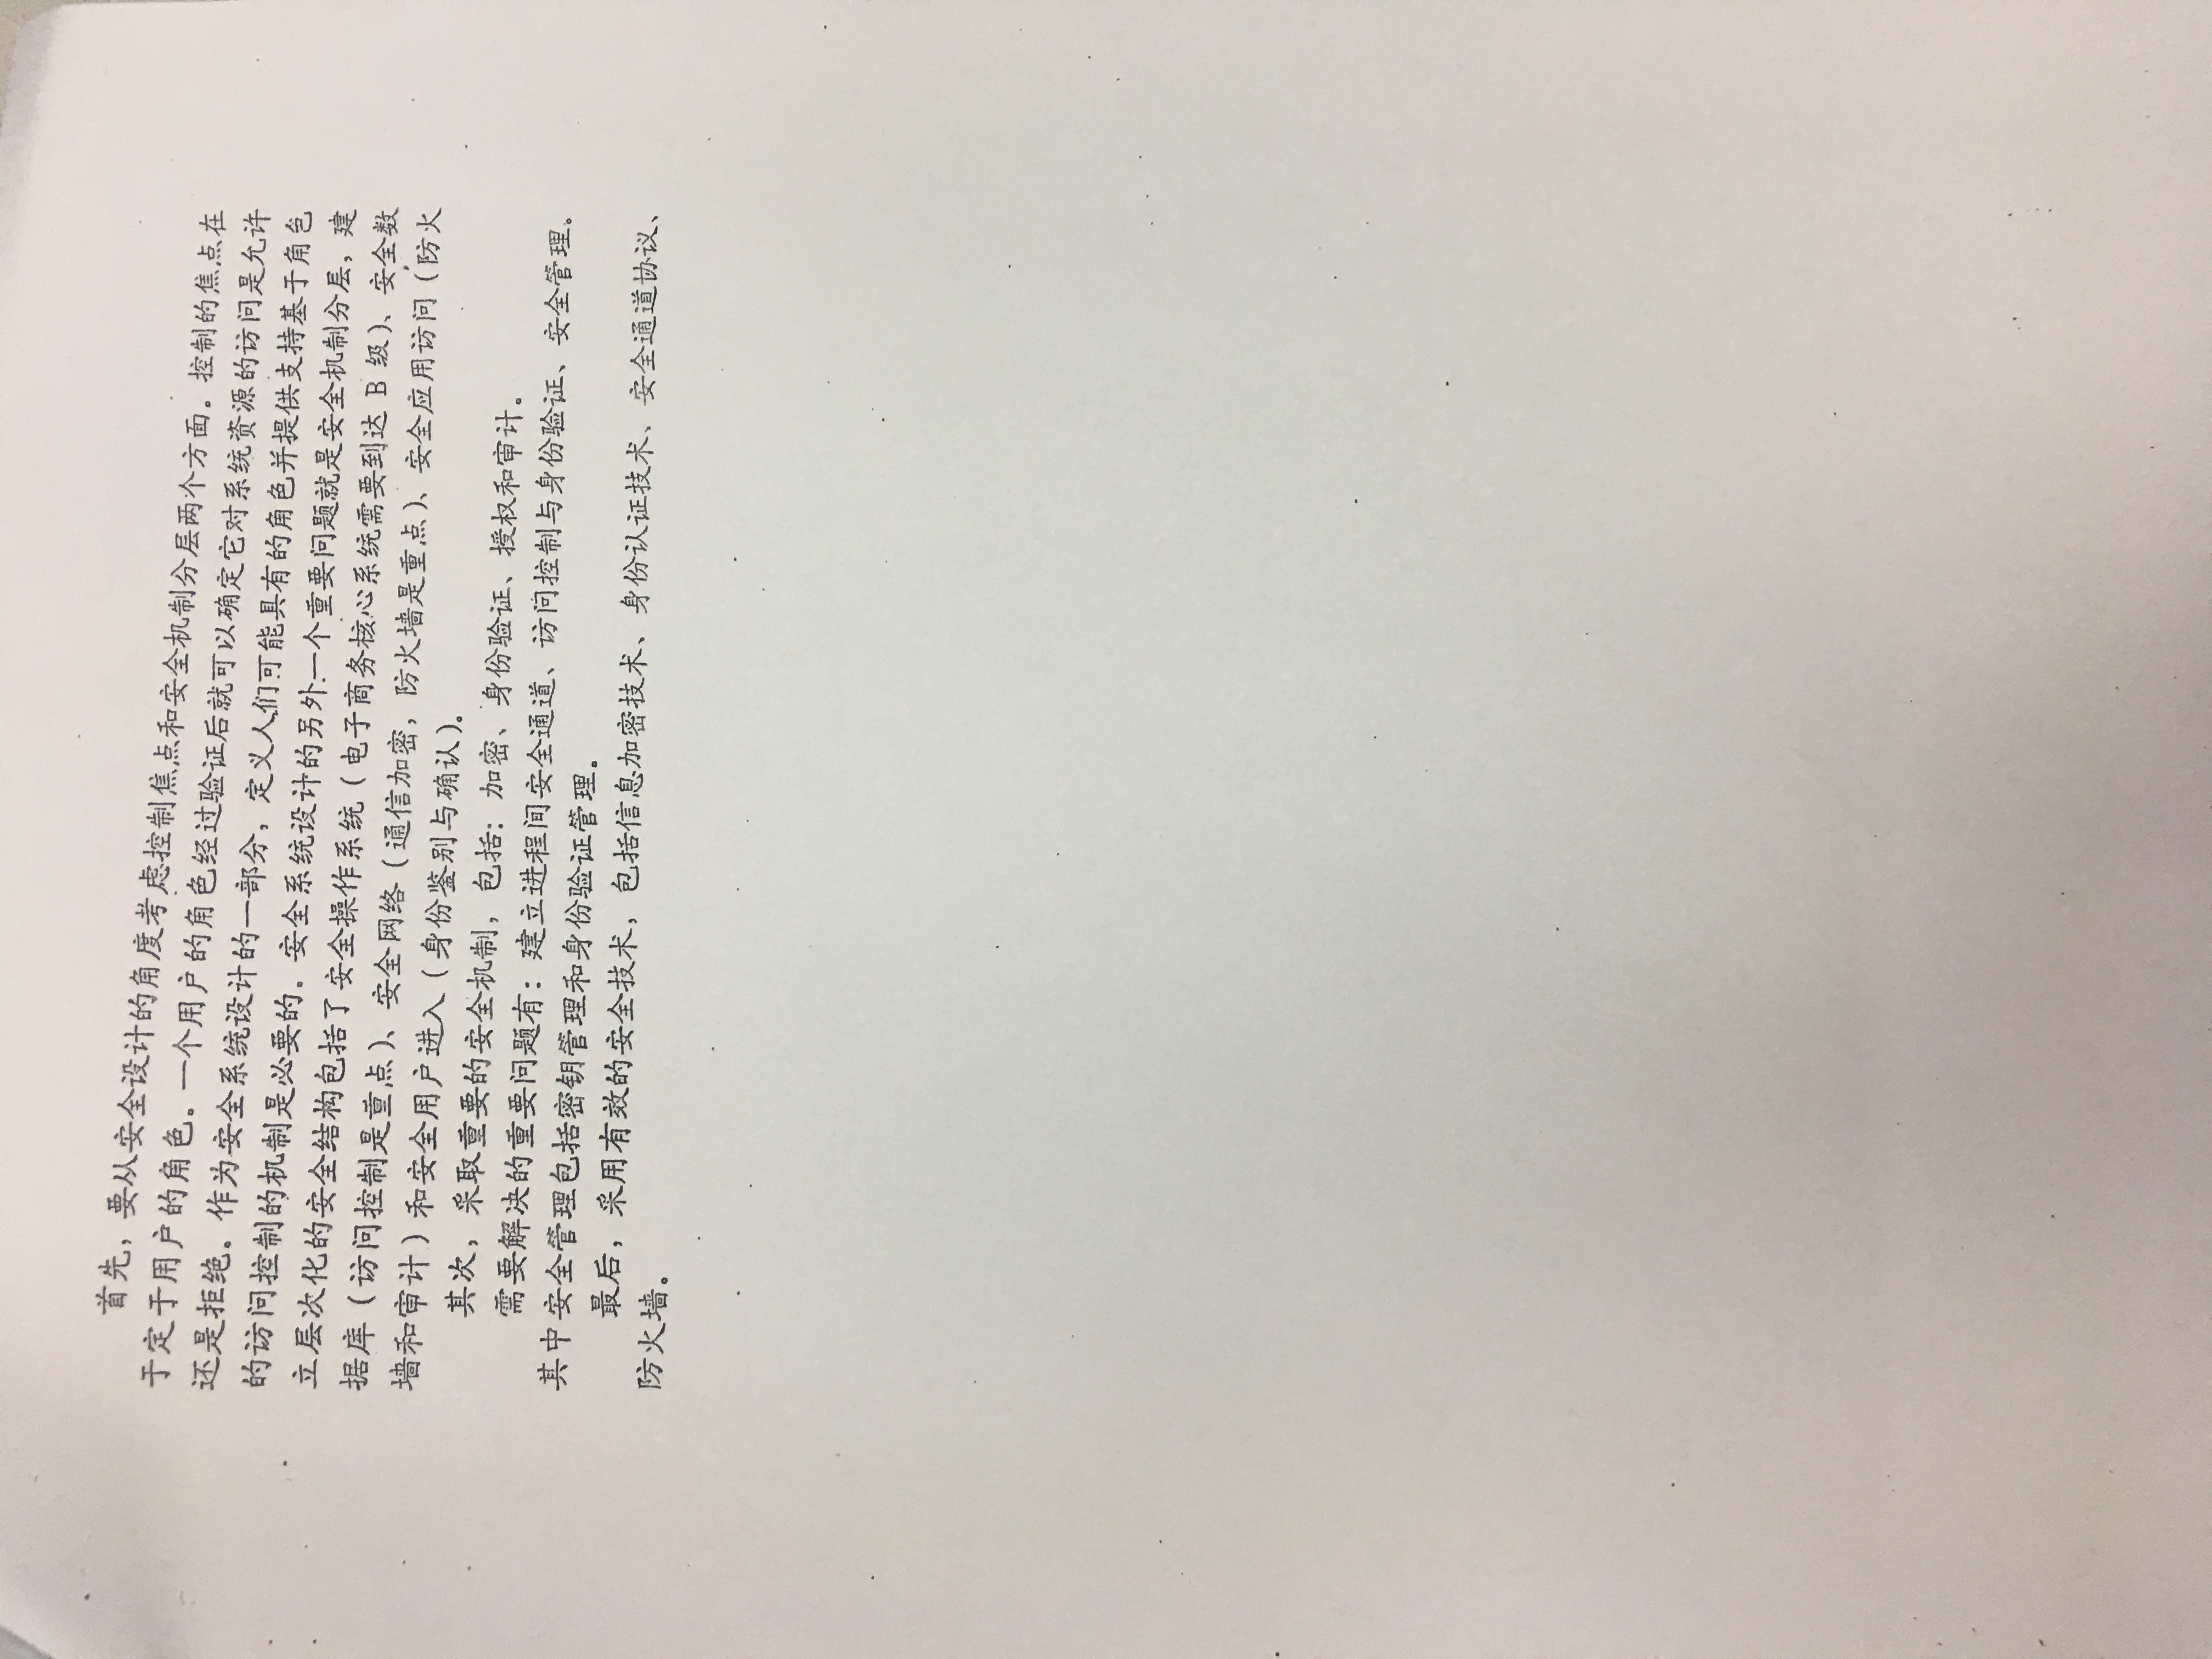 首先，要从安全设计的角度考虑控制焦点和安全机制分层两个方面。控制的焦点在
于定于用户的角色。一个用户的角色经过验证后就可以确定它对系统资源的访问是允许
还是拒绝。作为安全系统设计的一部分，定义人们可能具有的角色并提供支持基于角色
的访问控制的机制是必要的。安全系统设计的另外一个重要问题就是安全机制分层，建
立层次化的安全结构包括了安全操作系统（电子商务核心系统需要到达 B 级）、安全数
据库（访问控制是重点）、安全网络（通信加密，防火墙是重点）、安全应用访问（防火
墙和审计）和安全用户进入（身份鉴别与确认）。
其次，采取重要的安全机制，包括：加密、身份验证、授权和审计。
需要解决的重要问题有：建立进程间安全通道、访问控制与身份验证、安全管理。
其中安全管理包括密钥管理和身份验证管理。
最后，采用有效的安全技术，包括信息加密技术、身份认证技术、安全通道协议、
防火墙。